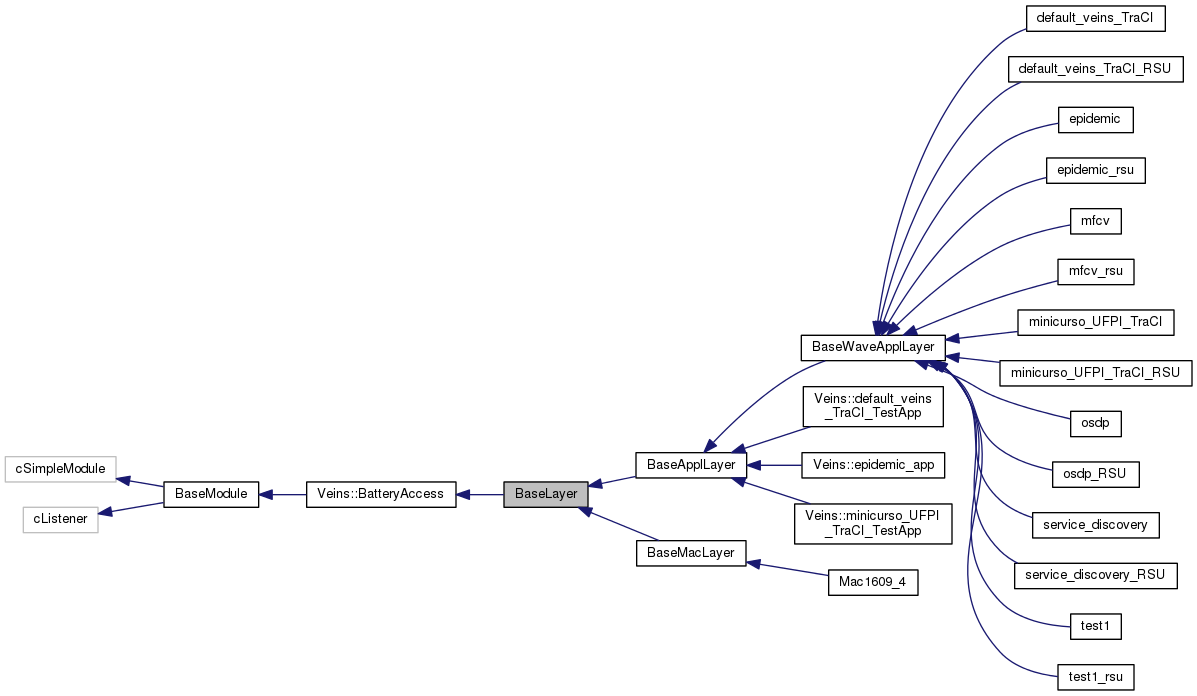 default_veins_TraCI
default_veins_TraCI_RSU
epidemic
epidemic_rsu
mfcv
mfcv_rsu
minicurso_UFPI_TraCI
BaseWaveApplLayer
minicurso_UFPI_TraCI_RSU
Veins::default_veins
_TraCI_TestApp
osdp
cSimpleModule
BaseApplLayer
Veins::epidemic_app
osdp_RSU
BaseModule
Veins::BatteryAccess
BaseLayer
cListener
Veins::minicurso_UFPI
_TraCI_TestApp
service_discovery
BaseMacLayer
Mac1609_4
service_discovery_RSU
test1
test1_rsu